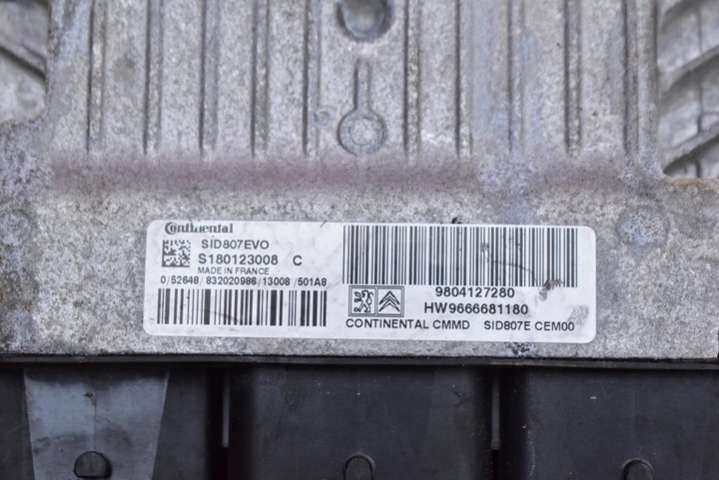 Continental
SID807EVO
S180123008 C
MADE IN FRANCE
0/52648/832020986/13008/501A8
9804127280
HW9666681180
CONTINENTAL CMMD SID807E CEM00